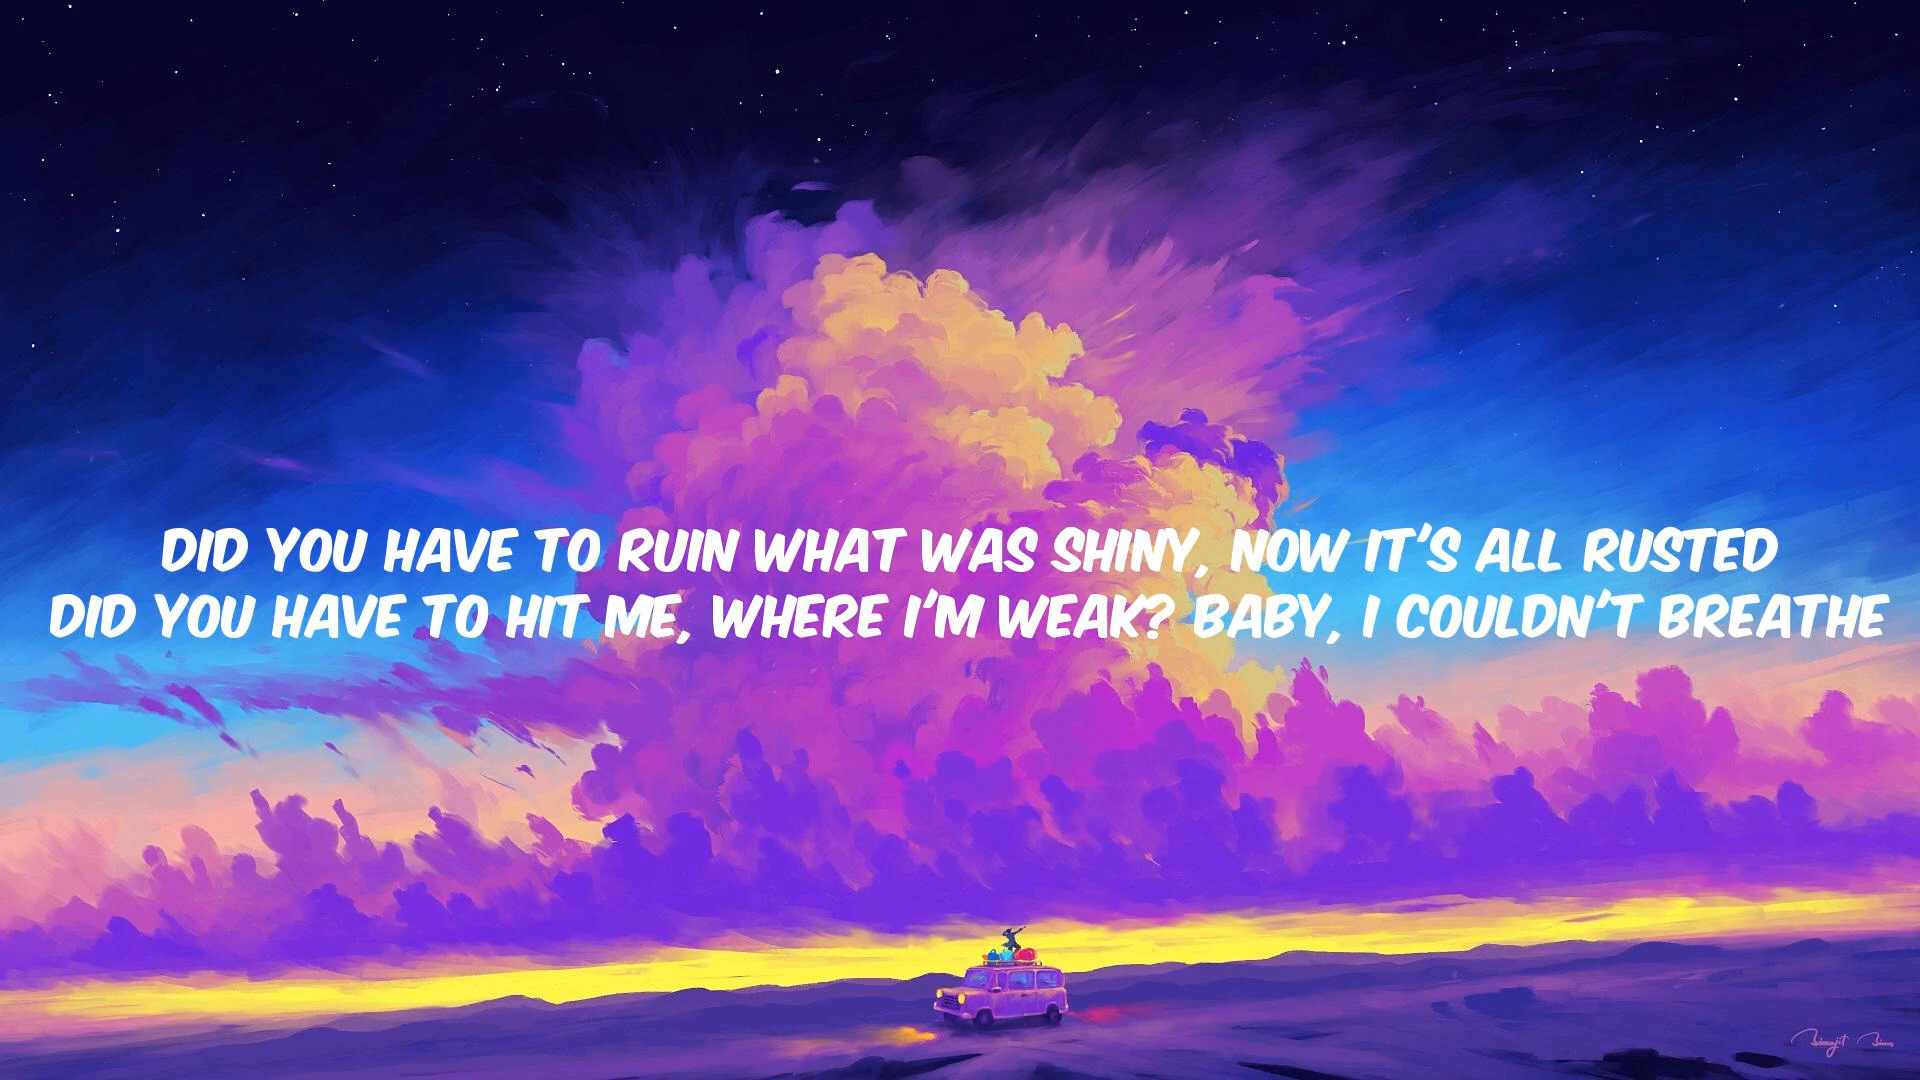 DID YOU HAVE TO RUIN WHAT WAS SHINY, NOW IT'S ALL RUSTED
DID YOU HAVE TO HIT ME, WHERE I'M WEAK? BABY, I COULDN'T BREATHE